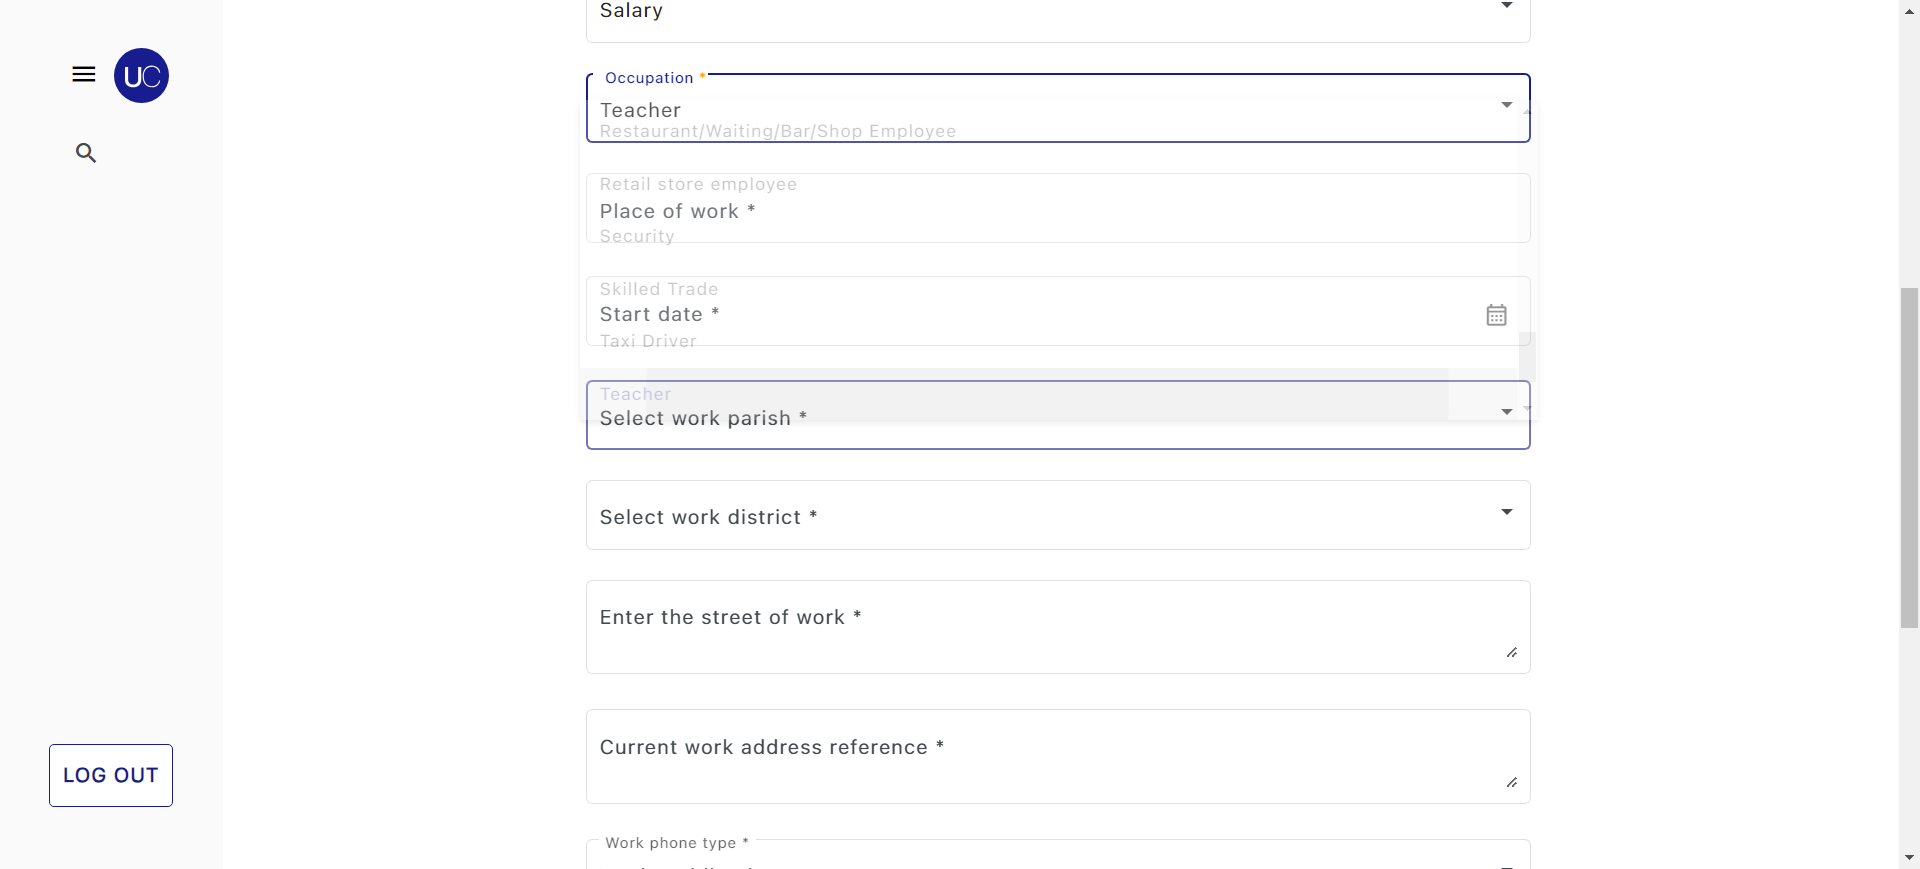 Salary
UC
Occupation *
Teacher
Restaurant/Waiting/Bar/Shop Employee
Retail store employee
Place of work *
Security
Skilled Trade
Start date *
Taxi Driver
Teacher
Select work parish *
Select work district *
Enter the street of work *
Current work address reference *
LOG OUT
Work phone type *